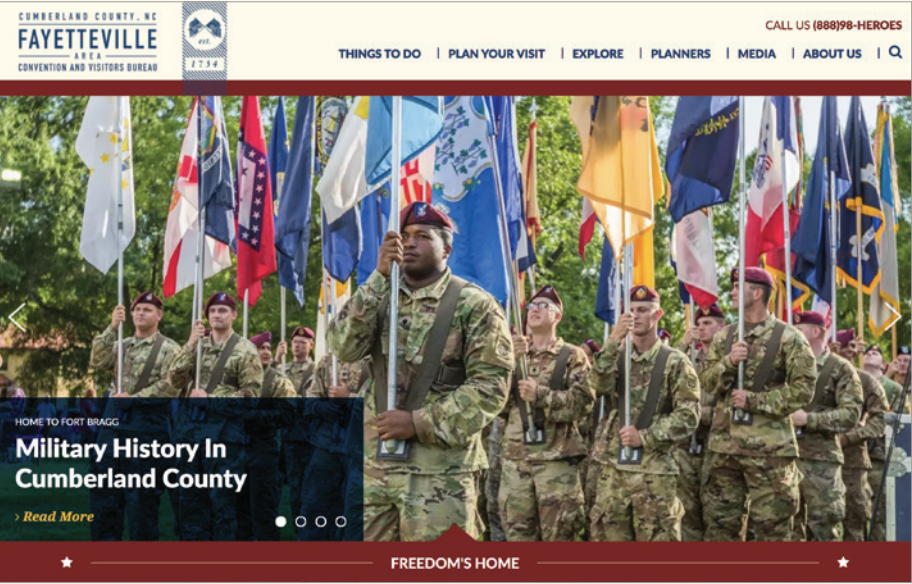 CUMBERLAND COUNTY, NC
FAYETTEVILLE
AREA
CONVENTION AND VISITORS BUREAU
est.
1754
CALL US (888)98-HEROES
THINGS TO DO | PLAN YOUR VISIT | EXPLORE | PLANNERS | MEDIA | ABOUT US |
HOME TO FORT BRAGG
Military History In
Cumberland County
› Read More
FREEDOM'S HOME